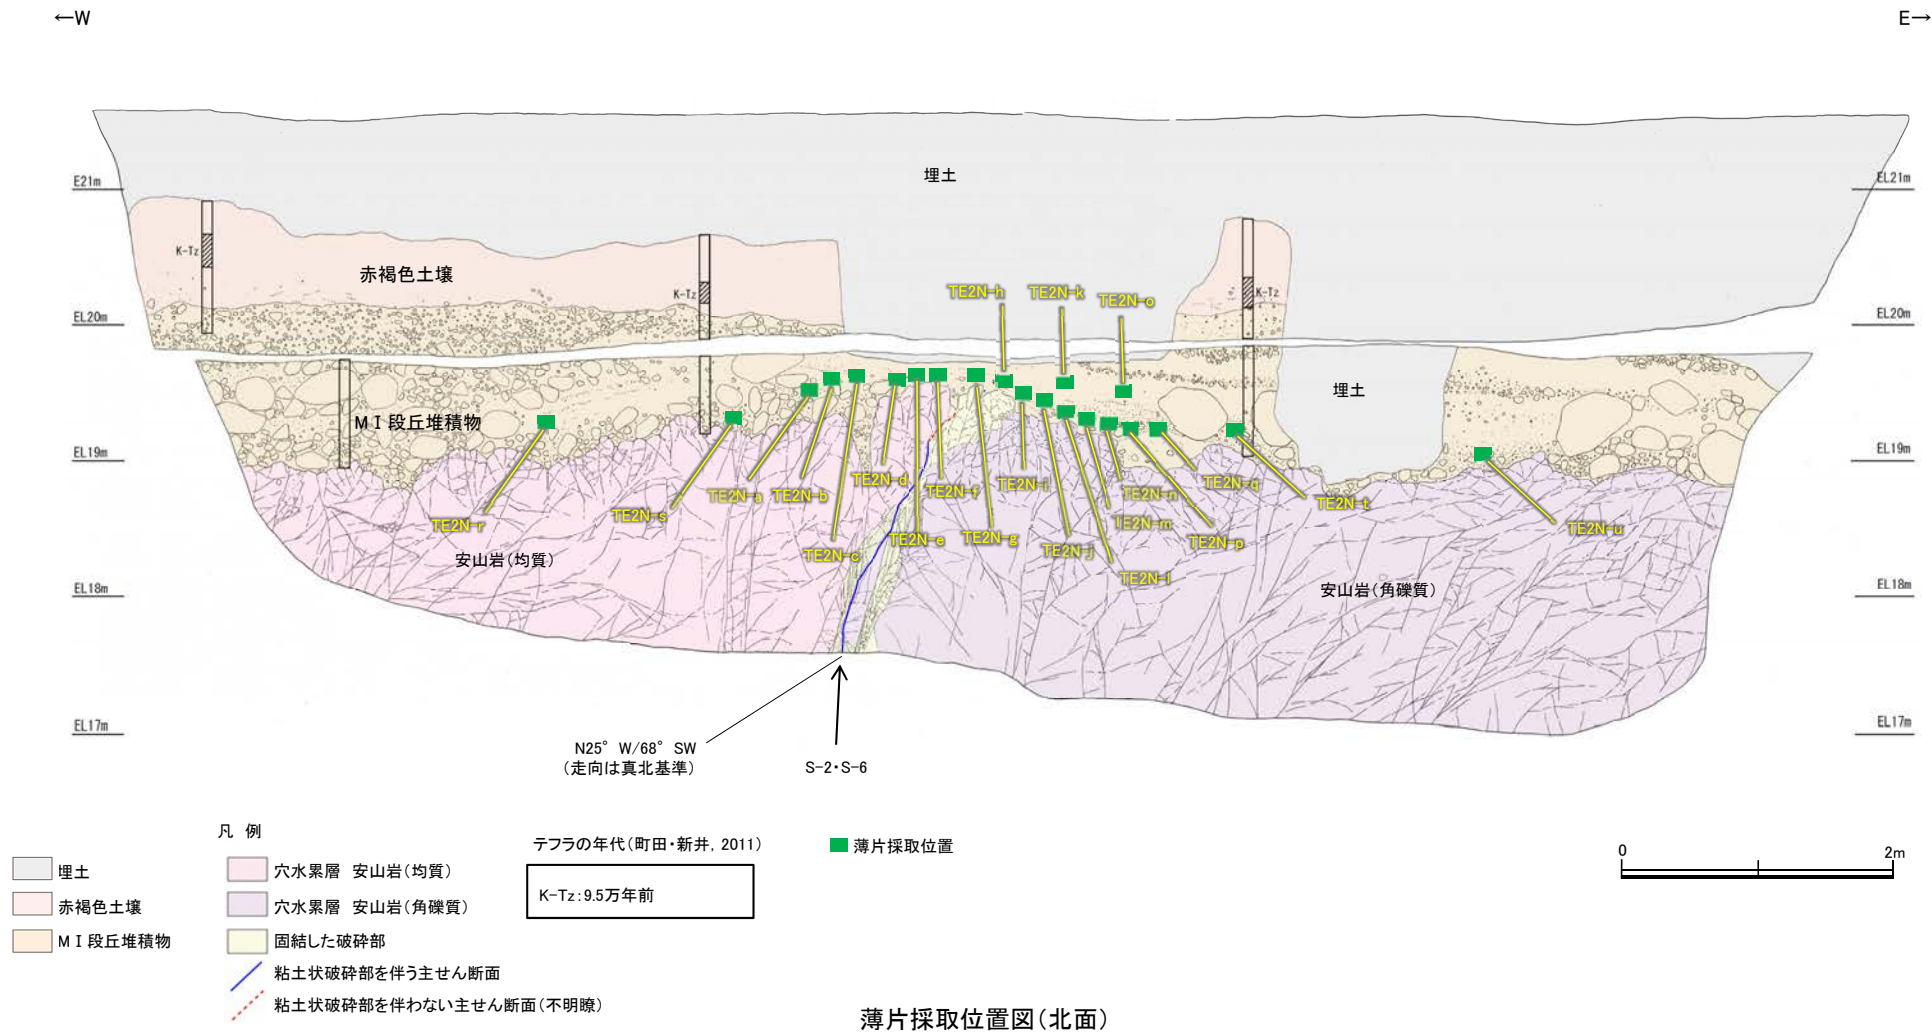 ←W
E→
埋土
E21m
EL21m
K-Tz
赤褐色土壌
K-Tz
K-Tz
TE2N-h
TE2N-k
TE2N-o
EL20m
EL20m
埋土
MⅠ段丘堆積物
EL19m
EL19m
TE2N-r
TE2N-s
TE2N-a
TE2N-b
TE2N-d
TE2N-f
TE2N-i
TE2N-n
TE2N-q
TE2N-t
TE2N-u
TE2N-c
TE2N-e
TE2N-g
TE2N-j
TE2N-m
TE2N-p
TE2N-l
安山岩(均質)
安山岩(角礫質)
EL18m
EL18m
EL17m
EL17m
N25° W/68° SW
(走向は真北基準)
S-2・S-6
凡 例
埋土
赤褐色土壌
MⅠ段丘堆積物
穴水累層 安山岩(均質)
穴水累層 安山岩(角礫質)
固結した破砕部
粘土状破砕部を伴う主せん断面
粘土状破砕部を伴わない主せん断面(不明瞭)
テフラの年代(町田・新井, 2011)
K-Tz:9.5万年前
薄片採取位置
0
2m
薄片採取位置図(北面)